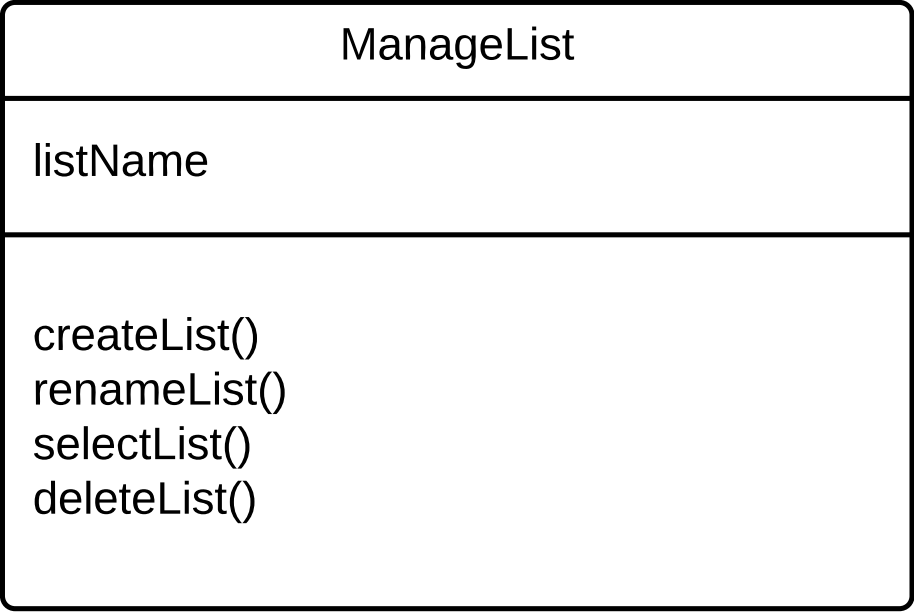 ManageList
listName
createList()
renameList()
selectList()
deleteList()